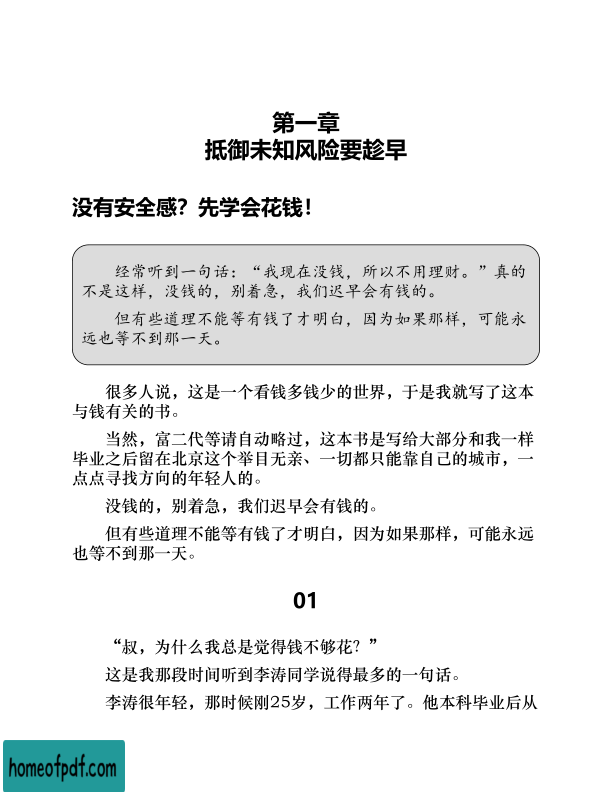 第一章
抵御未知风险要趁早
没有安全感？先学会花钱！
经常听到一句话：“我现在没钱，所以不用理财。”真的
不是这样，没钱的，别着急，我们迟早会有钱的。
但有些道理不能等有钱了才明白，因为如果那样，可能永
远也等不到那一天。
很多人说，这是一个看钱多钱少的世界，于是我就写了这本
与钱有关的书。
当然，富二代等请自动略过，这本书是写给大部分和我一样
毕业之后留在北京这个举目无亲、一切都只能靠自己的城市，一
点点寻找方向的年轻人的。
没钱的，别着急，我们迟早会有钱的。
但有些道理不能等有钱了才明白，因为如果那样，可能永远
也等不到那一天。
01
“叔，为什么我总是觉得钱不够花？”
这是我那段时间听到李涛同学说得最多的一句话。
李涛很年轻，那时候刚25岁，工作两年了。他本科毕业后从
homeofpdf.com